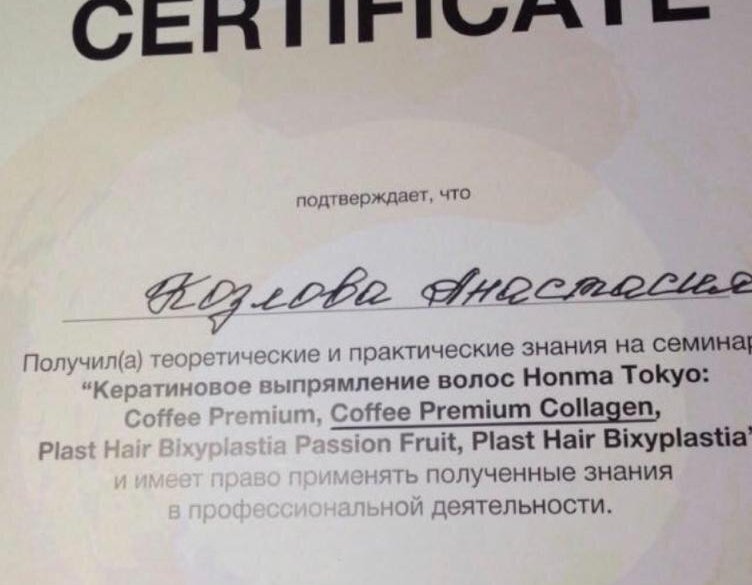 CERTIFICATE
подтверждает, что
Козлова Анастасия
Получил(а) теоретические и практические знания на семинар
“Кератиновое выпрямление волос Honma Tokyo:
Coffee Premium, Coffee Premium Collagen,
Plast Hair Bixyplastia Passion Fruit, Plast Hair Bixyplastia”
и имеет право применять полученные знания
в профессиональной деятельности.